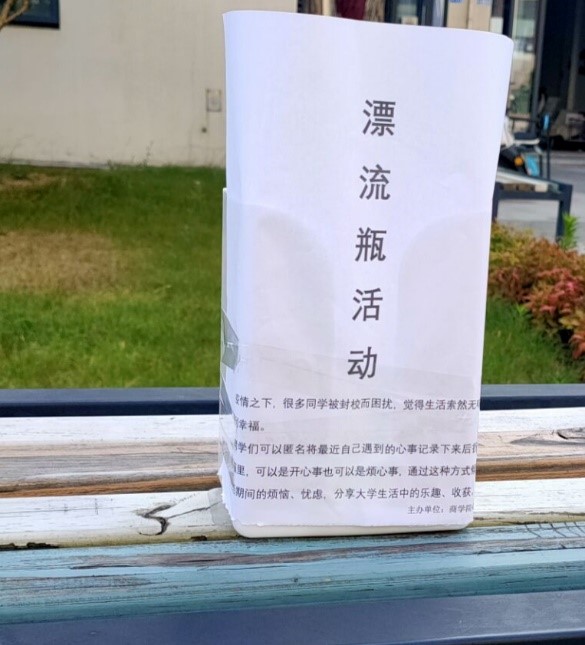 漂流瓶活动
情之下，很多同学被封校而困扰，觉得生活索然无
幸福。
学们可以匿名将最近自己遇到的心事记录下来后
里，可以是开心事也可以是烦心事，通过这种方式
期间的烦恼、忧虑，分享大学生活中的乐趣、收获
主办单位：商学院